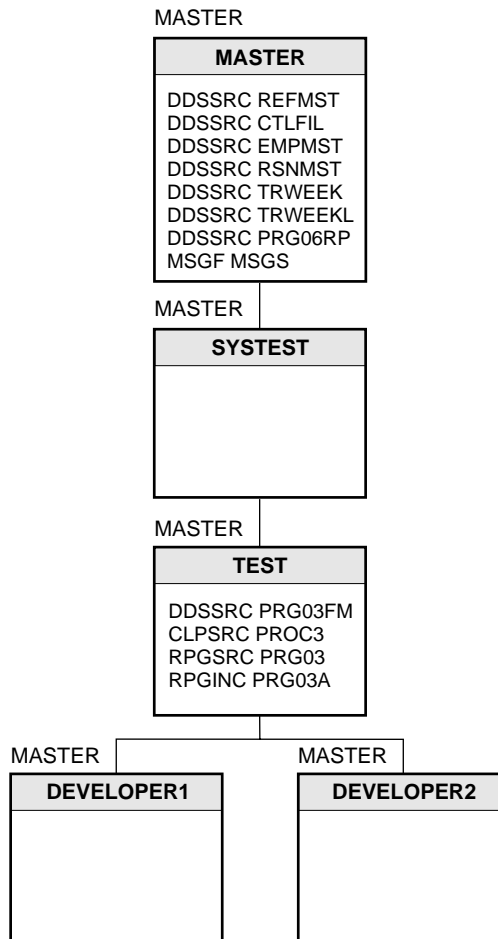 MASTER
MASTER
DDSSRC REFMST
DDSSRC CTLFIL
DDSSRC EMPMST
DDSSRC RSNMST
DDSSRC TRWEEK
DDSSRC TRWEEKL
DDSSRC PRG06RP
MSGF MSGS
MASTER
SYSTEST
MASTER
TEST
DDSSRC PRG03FM
CLPSRC PROC3
RPGSRC PRG03
RPGINC PRG03A
MASTER
MASTER
DEVELOPER1
DEVELOPER2